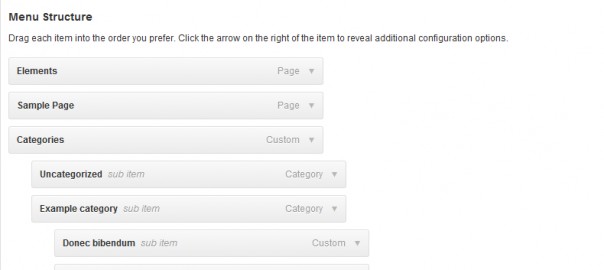 Menu Structure
Drag each item into the order you prefer. Click the arrow on the right of the item to reveal additional configuration options.
Elements Page
Sample Page Page
Categories Custom
Uncategorized sub item Category
Example category sub item Category
Donec bibendum sub item Custom